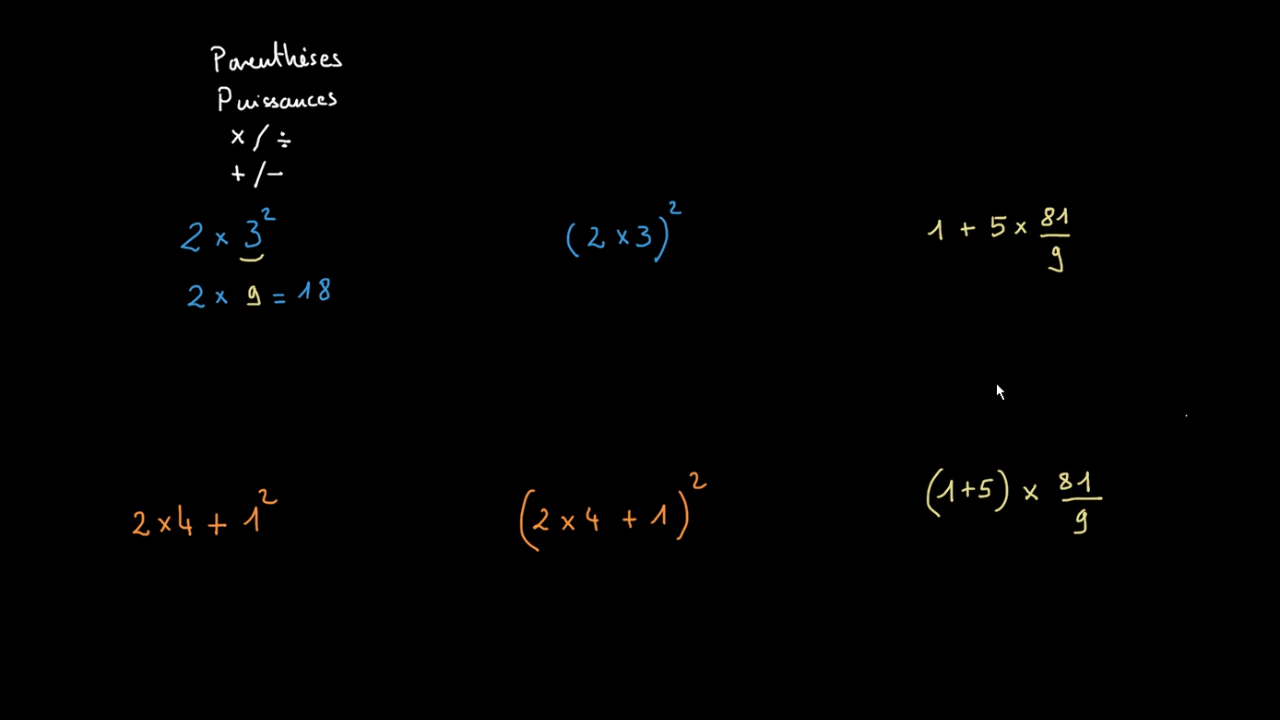 Parenthèses
Puissances
× / ÷
+ / −
2 × 3²
2 × 9 = 18
(2 × 3)²
1 + 5 × 81/9
2 × 4 + 1²
(2 × 4 + 1)²
(1+5) × 81/9